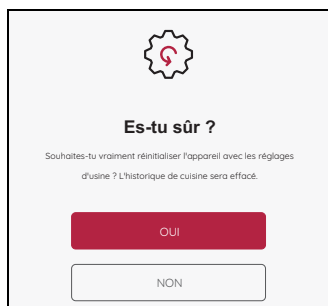 Es-tu sûr ?
Souhaites-tu vraiment réinitialiser l'appareil avec les réglages
d'usine ? L'historique de cuisine sera effacé.
OUI
NON